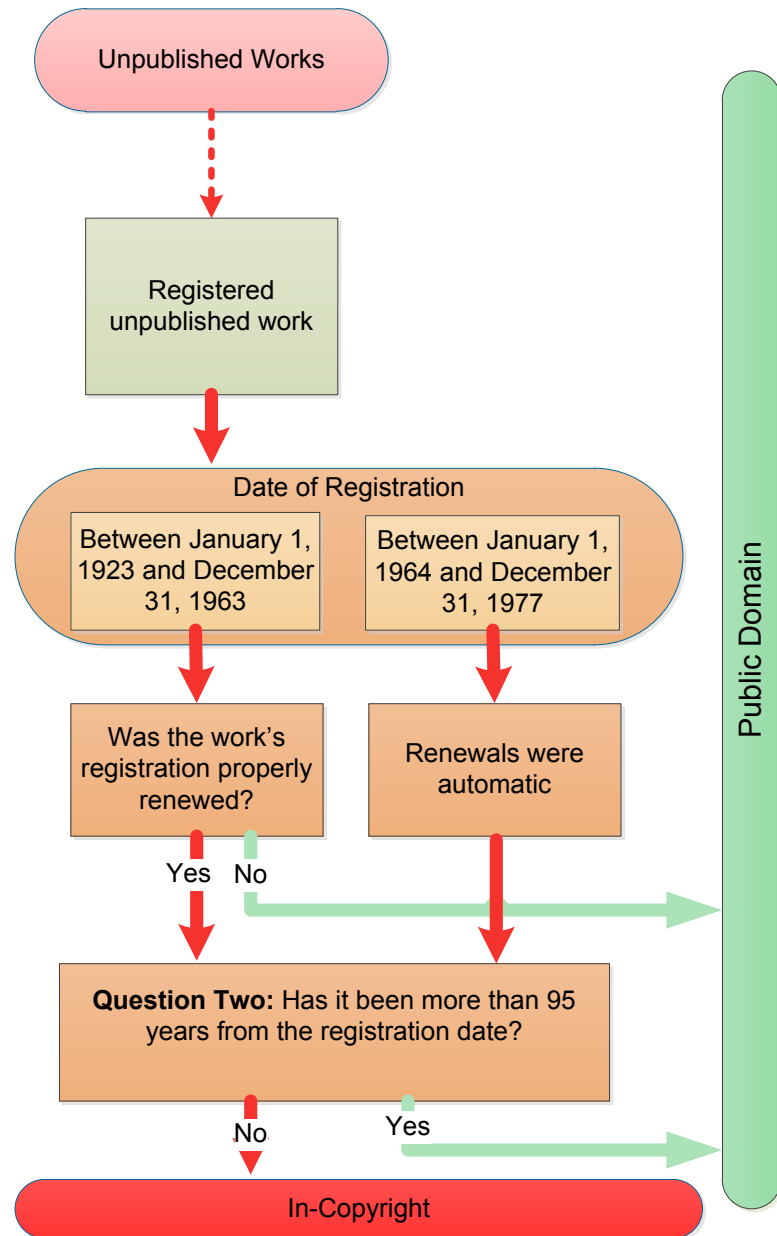 Unpublished Works
Registered
unpublished work
Date of Registration
Between January 1,
1923 and December
31, 1963
Between January 1,
1964 and December
31, 1977
Was the work’s
registration properly
renewed?
Renewals were
automatic
Yes
No
Question Two: Has it been more than 95
years from the registration date?
No
Yes
In-Copyright
Public Domain